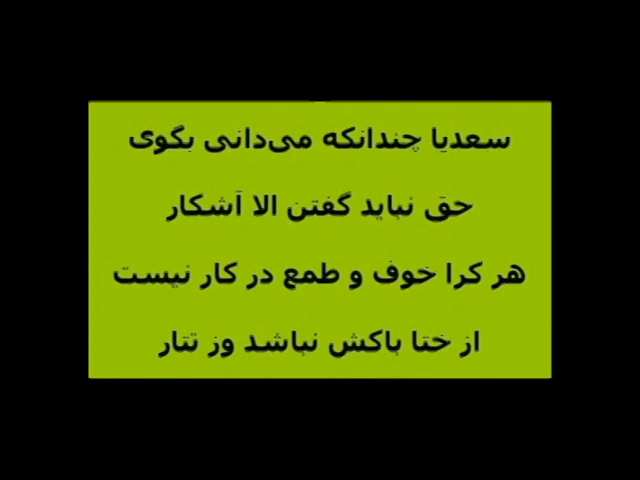 سعدیا چندانکه می‌دانی بگوی
حق نباید گفتن الا آشکار
هر کرا خوف و طمع در کار نیست
از ختا باکش نباشد وز تتار